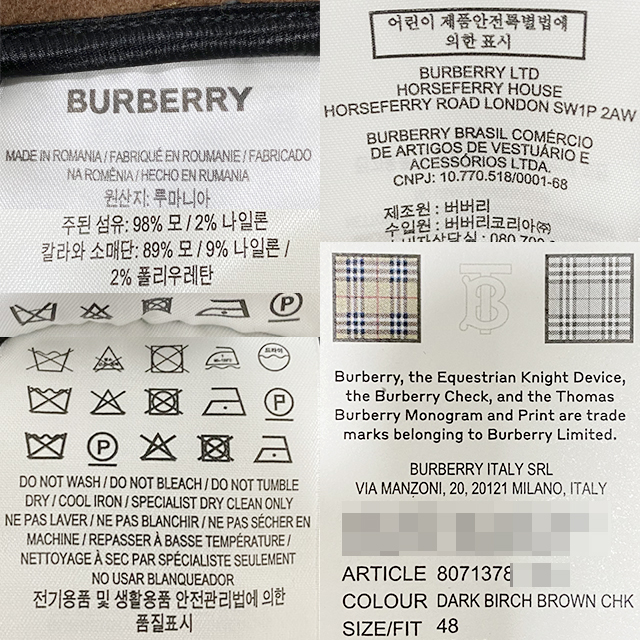 BURBERRY
MADE IN ROMANIA / FABRIQUÉ EN ROUMANIE / FABRICADO
NA ROMÊNIA / HECHO EN RUMANIA
원산지: 루마니아
주된 섬유: 98% 모 / 2% 나일론
칼라와 소매단: 89% 모 / 9% 나일론 /
2% 폴리우레탄
P
드라이
P
P
DO NOT WASH / DO NOT BLEACH / DO NOT TUMBLE
DRY / COOL IRON / SPECIALIST DRY CLEAN ONLY
NE PAS LAVER / NE PAS BLANCHIR / NE PAS SÉCHER EN
MACHINE / REPASSER À BASSE TEMPÉRATURE /
NETTOYAGE À SEC PAR SPÉCIALISTE SEULEMENT
NO USAR BLANQUEADOR
전기용품 및 생활용품 안전관리법에 의한
품질표시
어린이 제품안전특별법에
의한 표시
BURBERRY LTD
HORSEFERRY HOUSE
HORSEFERRY ROAD LONDON SW1P 2AW
BURBERRY BRASIL COMÉRCIO
DE ARTIGOS DE VESTUÁRIO E
ACESSÓRIOS LTDA.
CNPJ: 10.770.518/0001-68
제조원 : 버버리
수입원 : 버버리코리아㈜
Burberry, the Equestrian Knight Device,
the Burberry Check, and the Thomas
Burberry Monogram and Print are trade
marks belonging to Burberry Limited.
BURBERRY ITALY SRL
VIA MANZONI, 20, 20121 MILANO, ITALY
ARTICLE 8071378
COLOUR DARK BIRCH BROWN CHK
SIZE/FIT 48